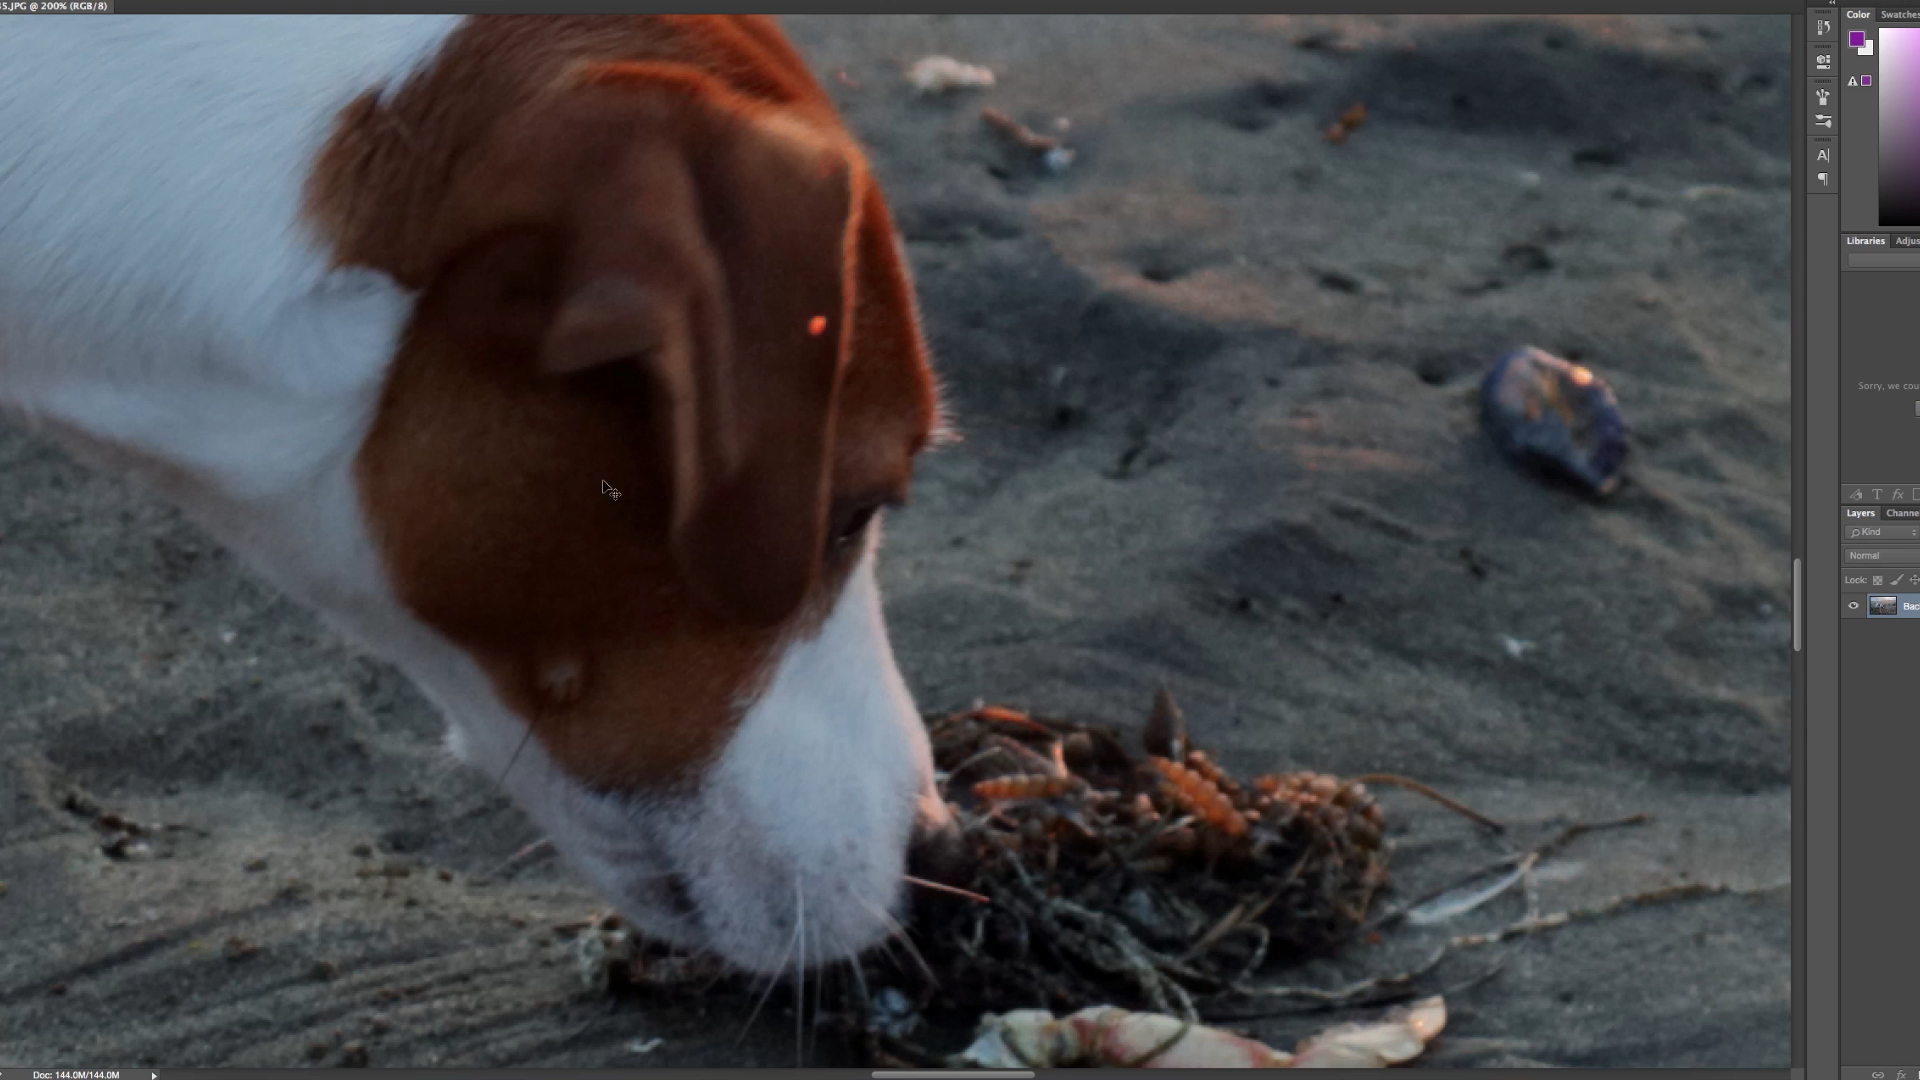 5.JPG @ 200% (RGB/8)
Color
Swatches
Libraries
Adjus
Sorry, we cou
Layers
Channe
Kind
Normal
Lock:
Bac
Doc: 144.0M/144.0M